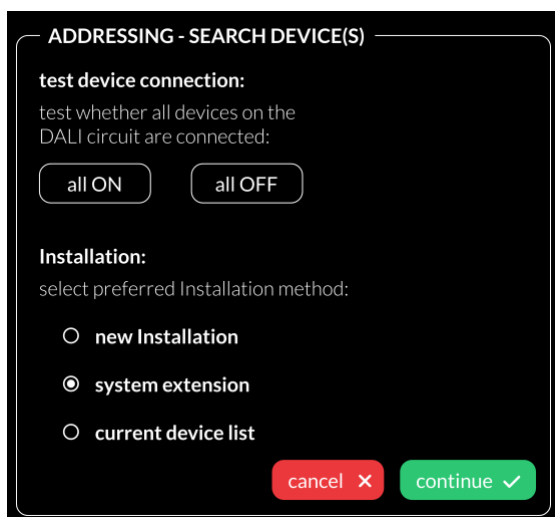 ADDRESSING - SEARCH DEVICE(S)
test device connection:
test whether all devices on the
DALI circuit are connected:
all ON
all OFF
Installation:
select preferred Installation method:
new Installation
system extension
current device list
cancel
continue